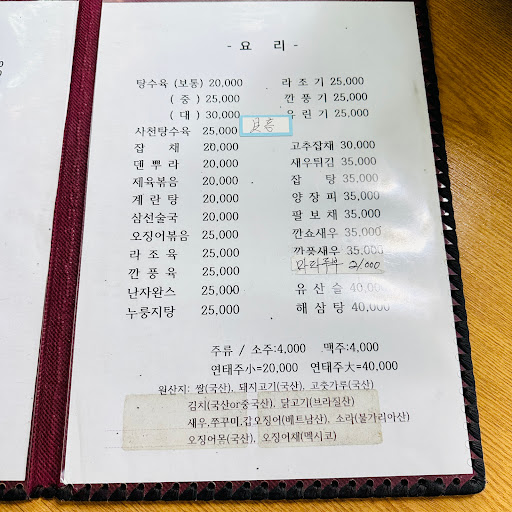 - 요 리 -
탕수육 (보통) 20,000 라 조 기 25,000
( 중 ) 25,000 깐 풍 기 25,000
( 대 ) 30,000 유 린 기 25,000
사천탕수육 25,000 보통
잡 채 20,000 고추잡채 30,000
덴 뿌 라 20,000 새우튀김 35,000
제육볶음 20,000 잡 탕 35,000
계 란 탕 20,000 양 장 피 35,000
삼선술국 20,000 팔 보 채 35,000
오징어볶음 25,000 깐쇼새우 35,000
라 조 육 25,000 깐풋새우 35,000
깐 풍 육 25,000 마라두부 21000
난자완스 25,000 유 산 슬 40,000
누룽지탕 25,000 해 삼 탕 40,000
주류 / 소주:4,000 맥주:4,000
연태주小=20,000 연태주大=40,000
원산지: 쌀(국산), 돼지고기(국산), 고춧가루(국산)
김치(국산or중국산), 닭고기(브라질산)
새우,쭈꾸미,갑오징어(베트남산), 소라(불가리아산)
오징어몸(국산), 오징어채(멕시코)